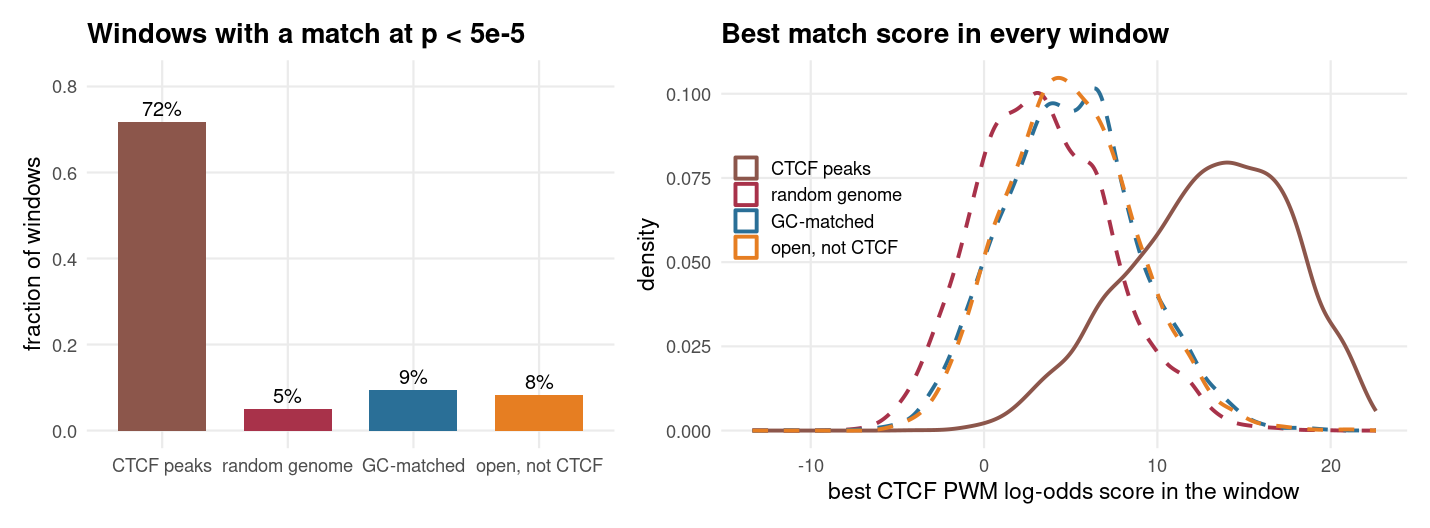 Windows with a match at p < 5e-5
fraction of windows
0.8
0.6
0.4
0.2
0.0
72%
5%
9%
8%
CTCF peaks
random genome
GC-matched
open, not CTCF
Best match score in every window
density
0.100
0.075
0.050
0.025
0.000
CTCF peaks
random genome
GC-matched
open, not CTCF
-10
0
10
20
best CTCF PWM log-odds score in the window